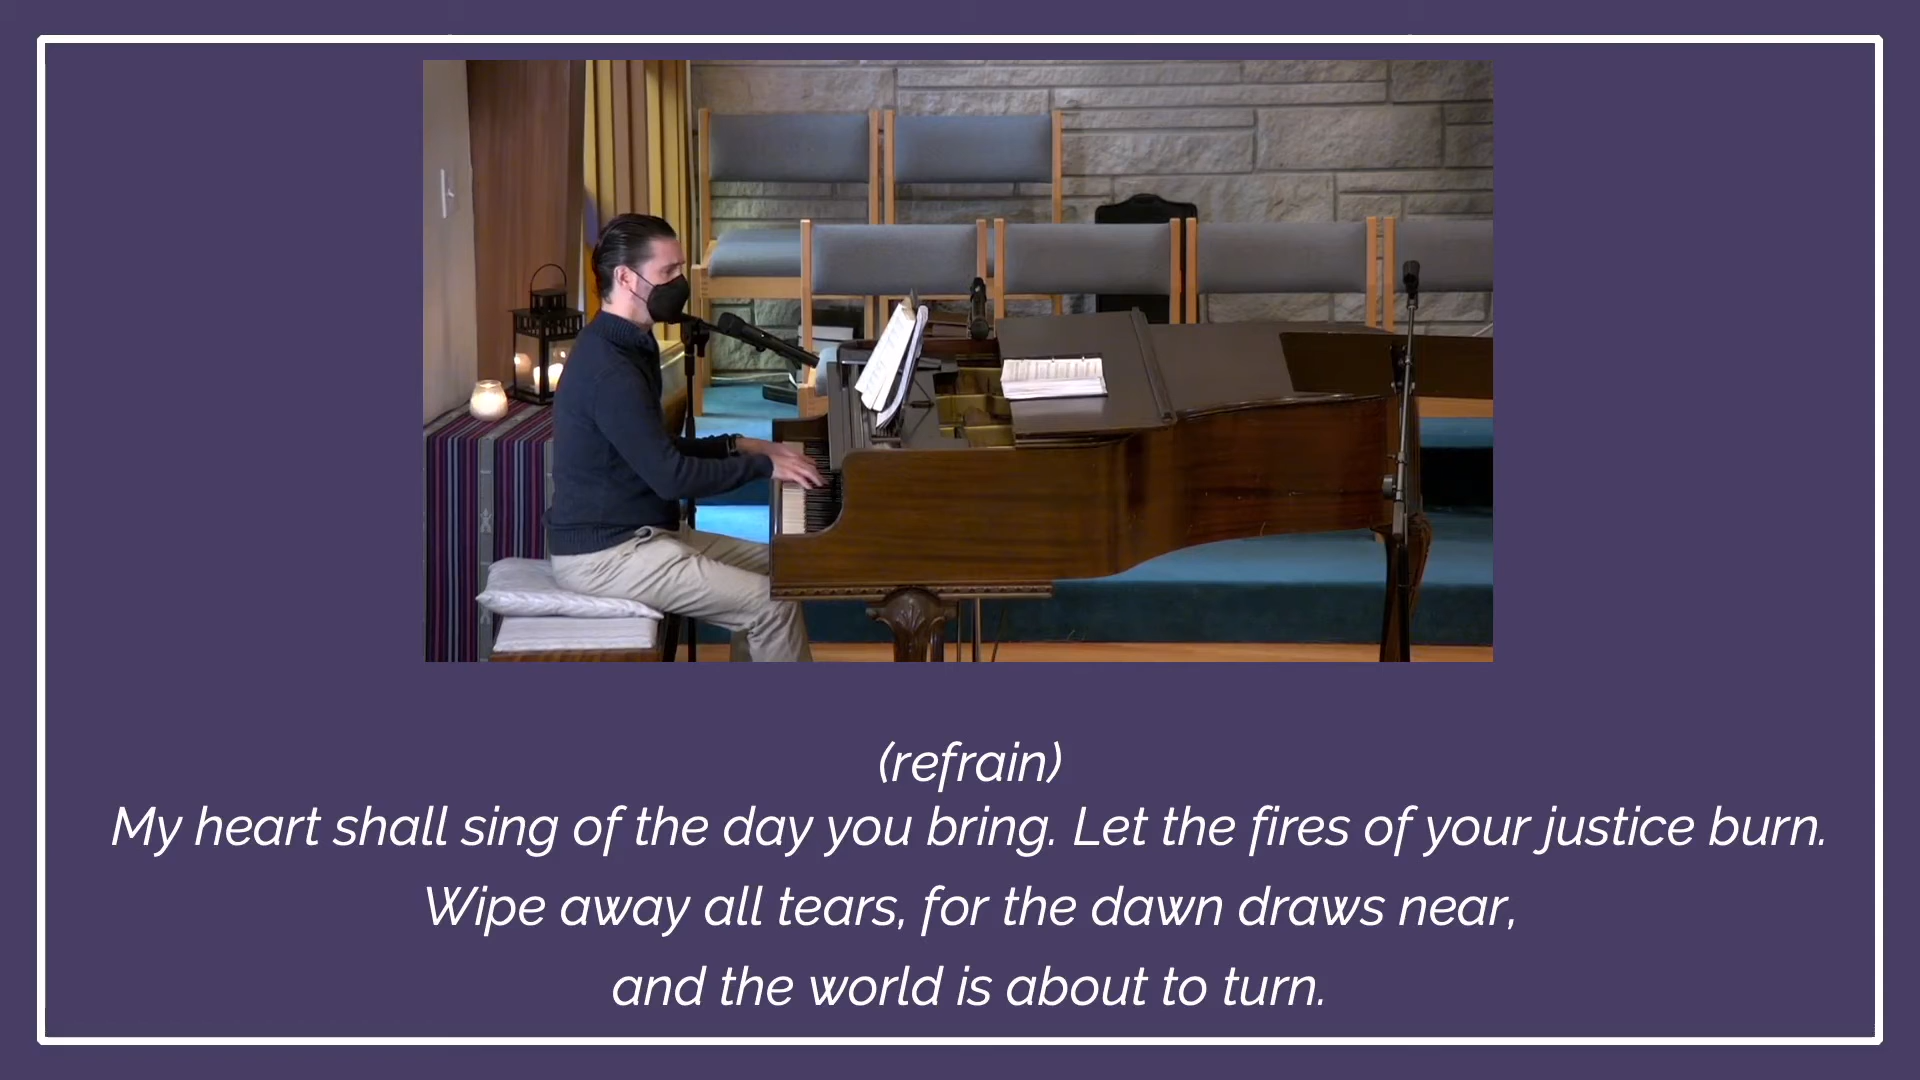 (refrain)
My heart shall sing of the day you bring. Let the fires of your justice burn.
Wipe away all tears, for the dawn draws near,
and the world is about to turn.